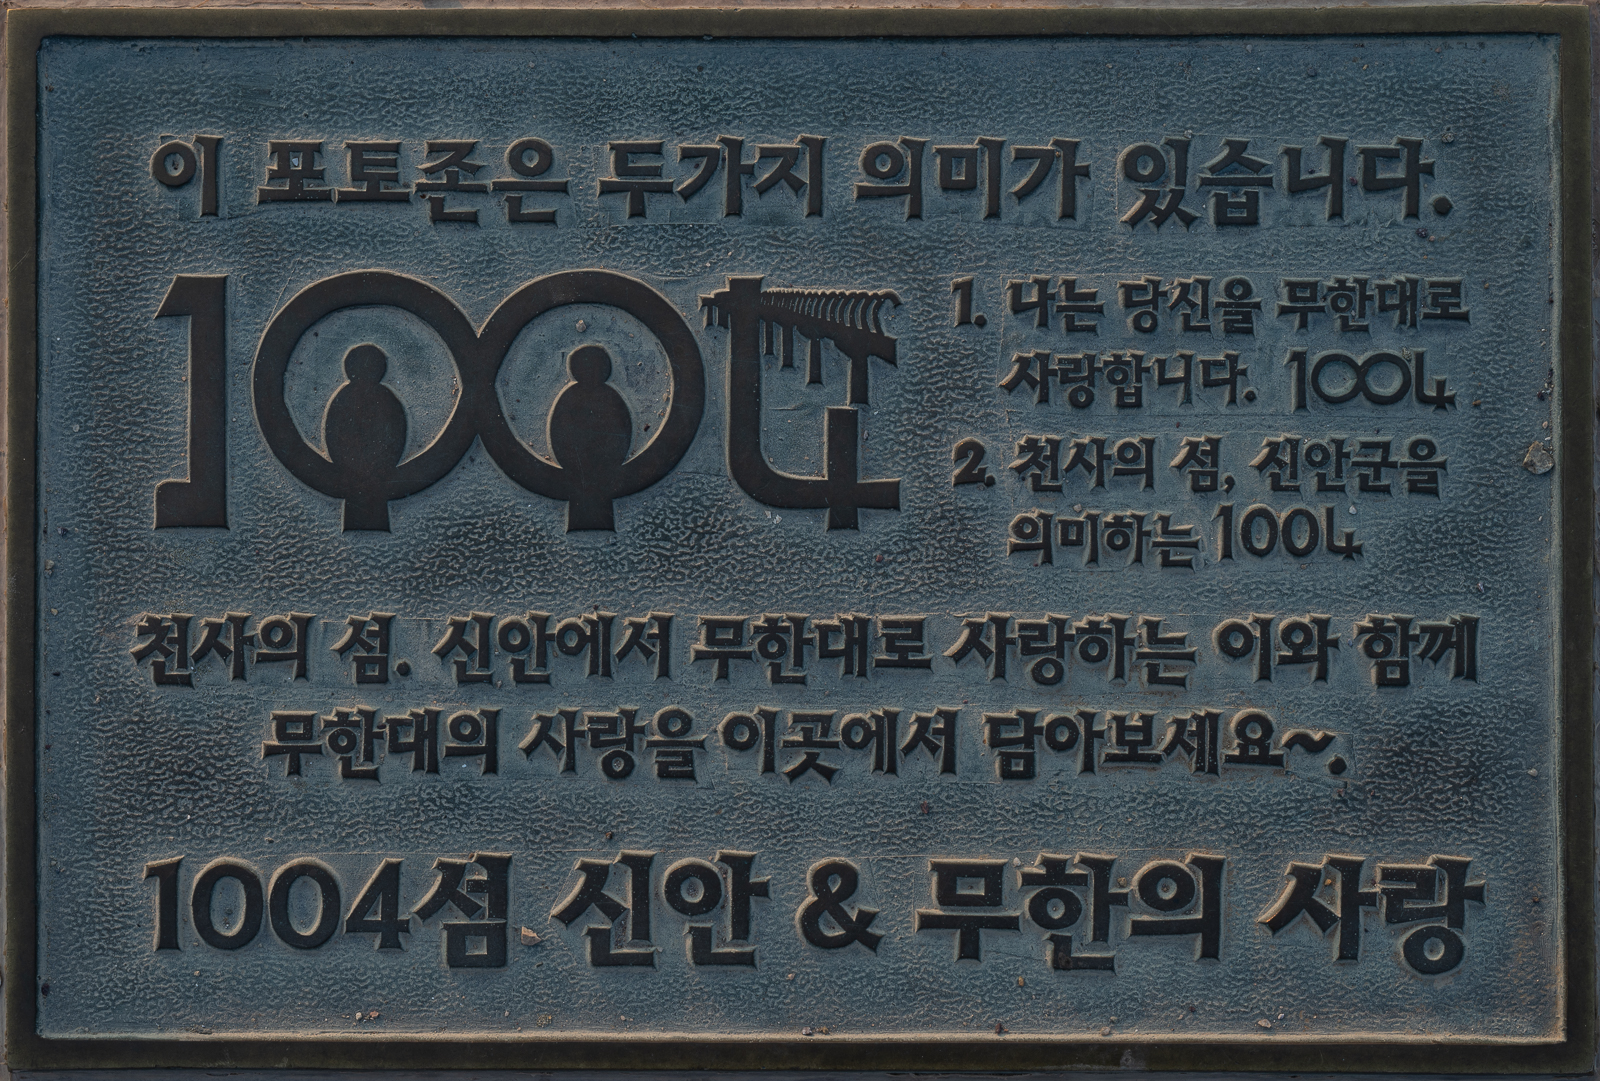 이 포토존은 두가지 의미가 있습니다.
1004
1. 나는 당신을 무한대로
사랑합니다. 1004
2. 천사의 섬, 신안군을
의미하는 1004
천사의 섬. 신안에서 무한대로 사랑하는 이와 함께
무한대의 사랑을 이곳에서 담아보세요~.
1004섬 신안 & 무한의 사랑